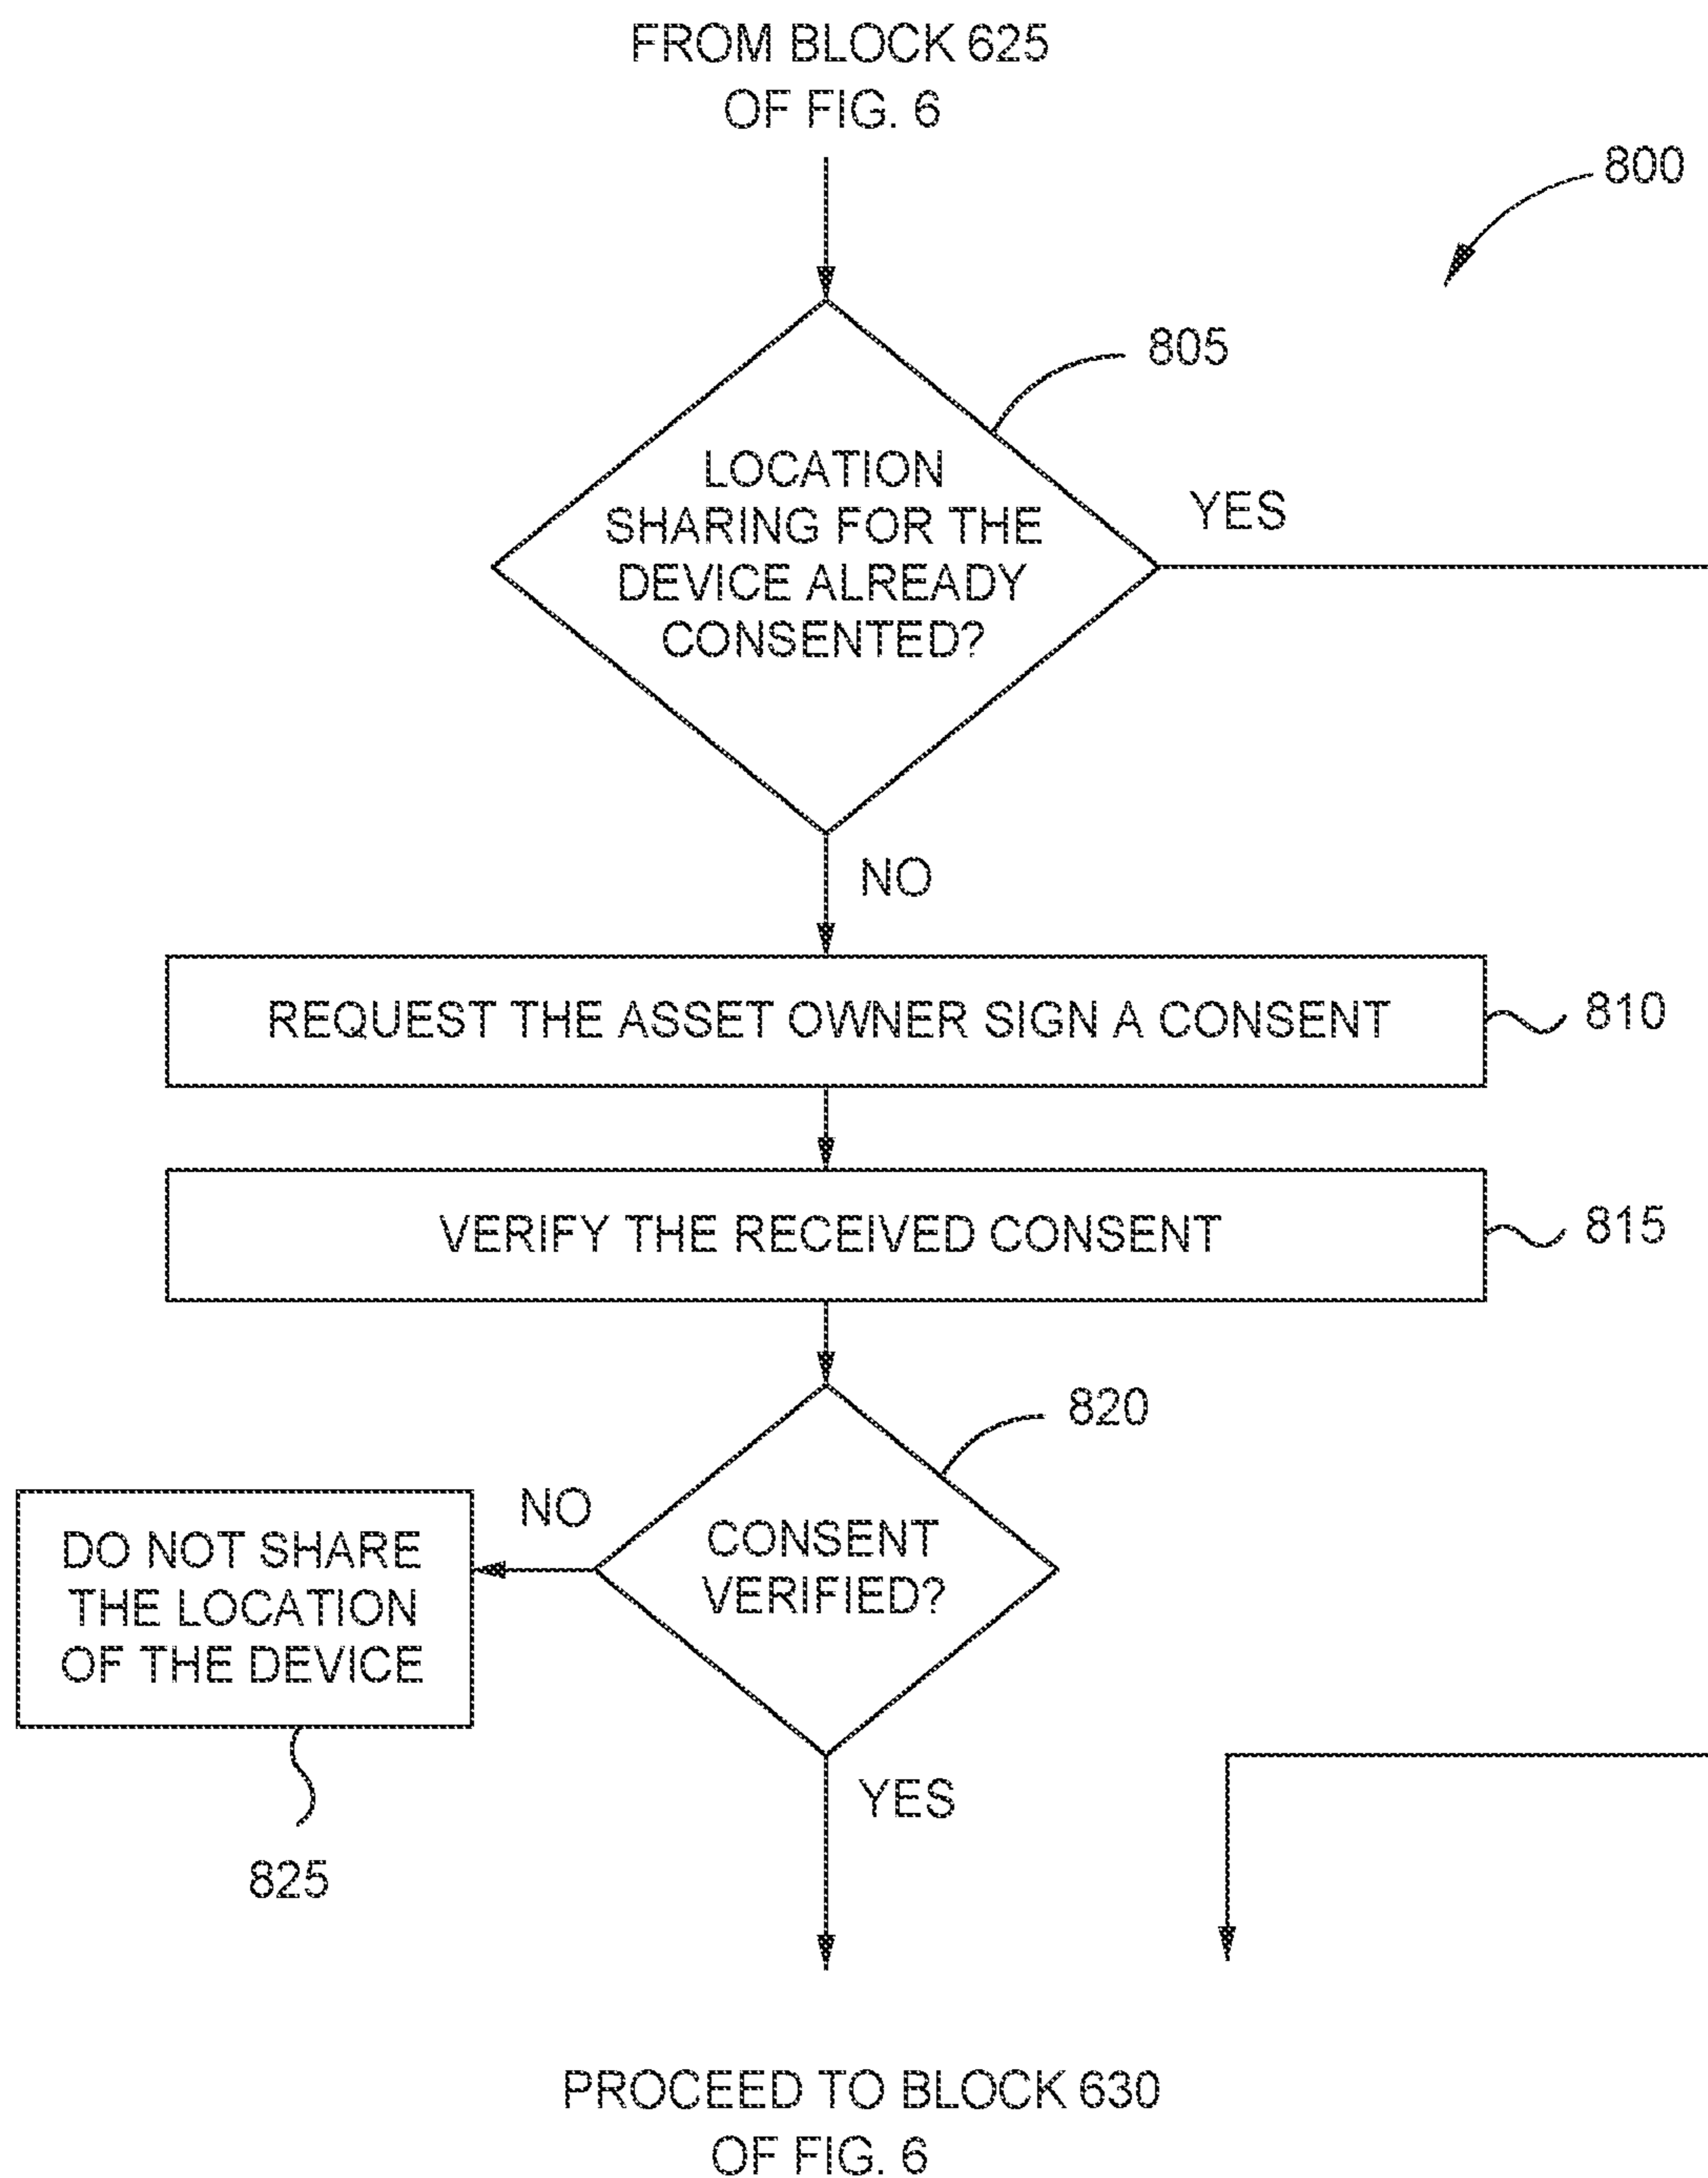 FROM BLOCK 625
OF FIG. 6
800
805
LOCATION
SHARING FOR THE
DEVICE ALREADY
CONSENTED?
YES
NO
REQUEST THE ASSET OWNER SIGN A CONSENT
810
VERIFY THE RECEIVED CONSENT
815
820
CONSENT
VERIFIED?
NO
DO NOT SHARE
THE LOCATION
OF THE DEVICE
825
YES
PROCEED TO BLOCK 630
OF FIG. 6